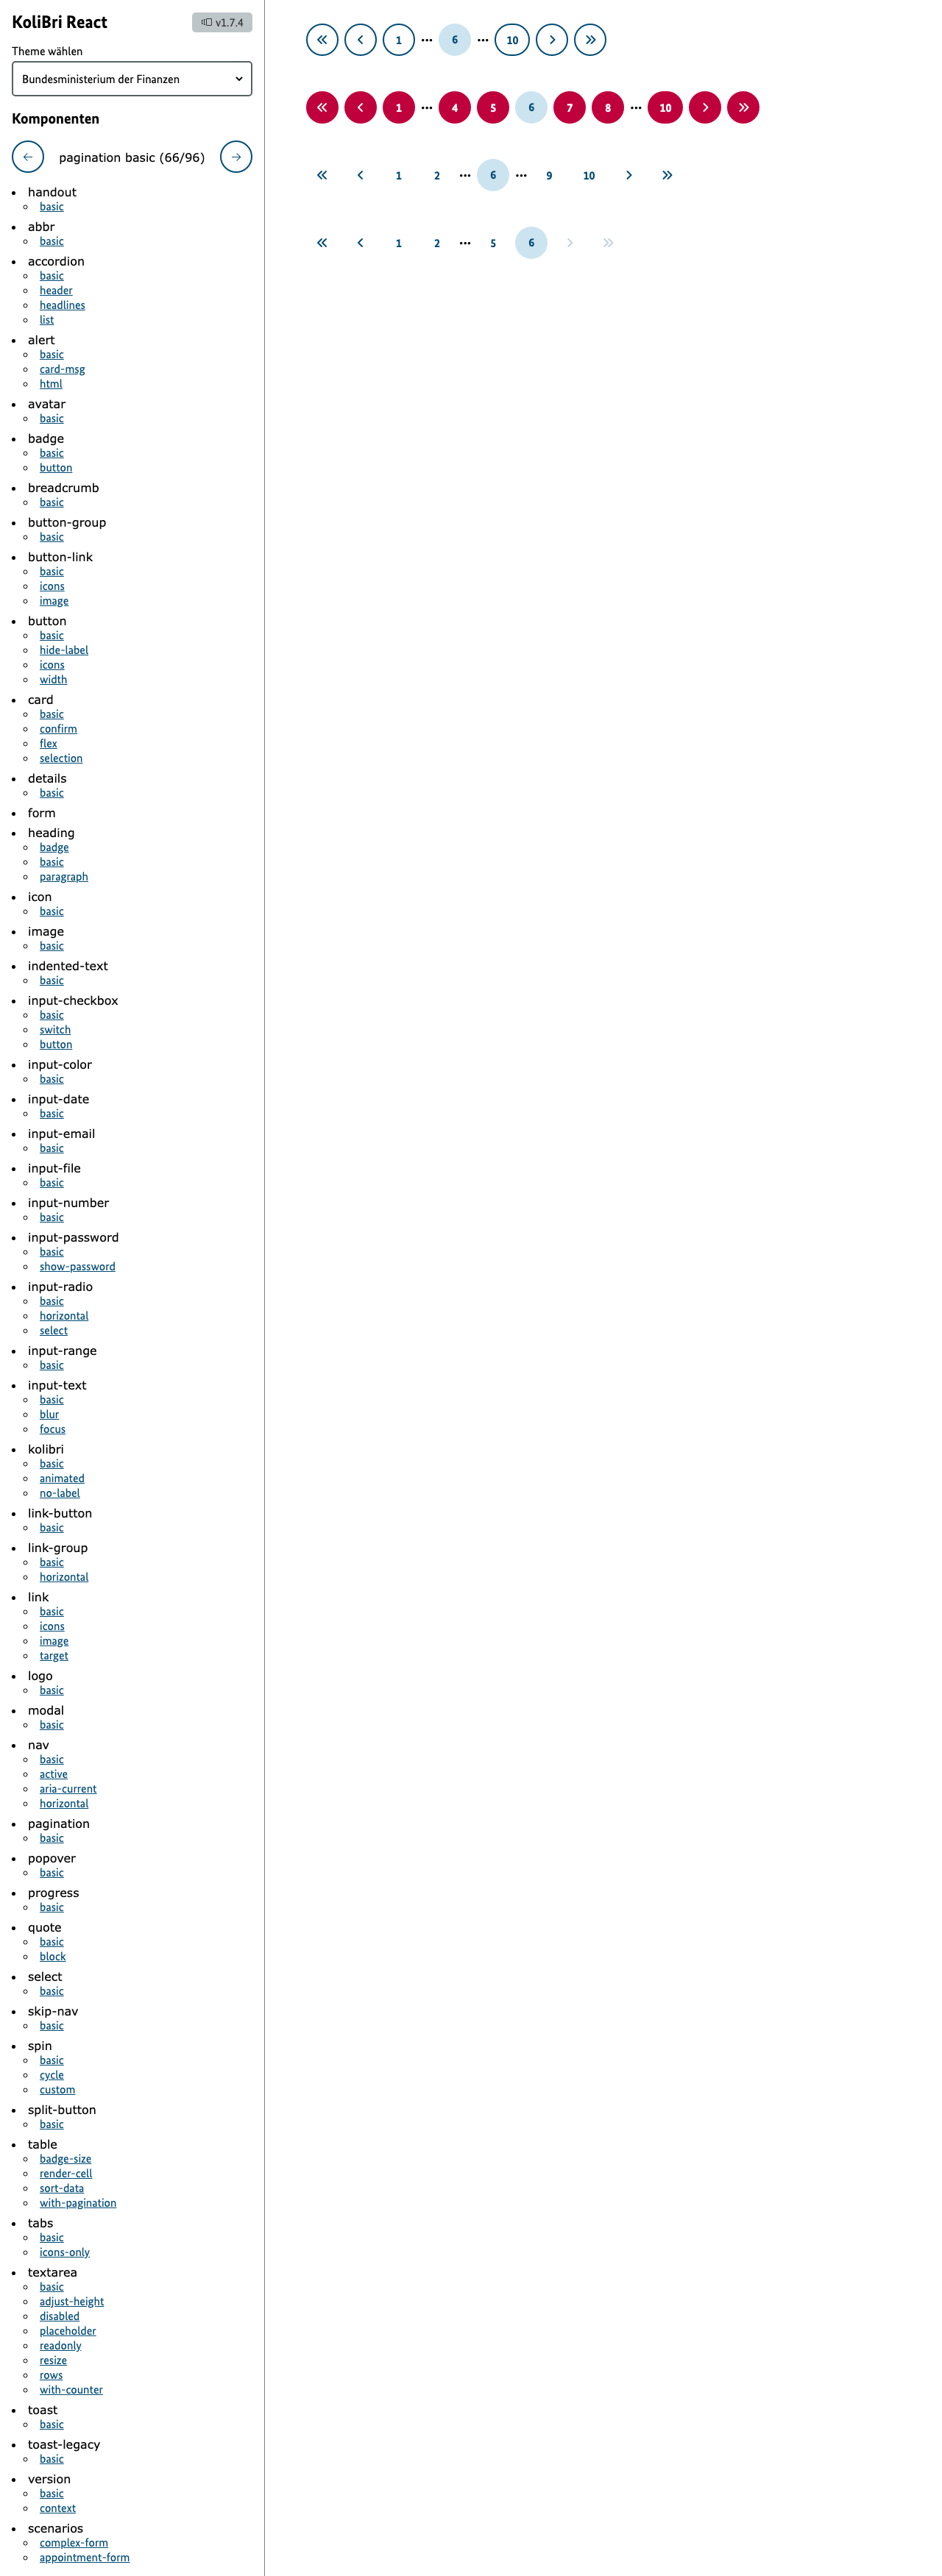 KoliBri React
v1.7.4
Theme wählen
Bundesministerium der Finanzen
Komponenten
pagination basic (66/96)
handout
basic
abbr
basic
accordion
basic
header
headlines
list
alert
basic
card-msg
html
avatar
basic
badge
basic
button
breadcrumb
basic
button-group
basic
button-link
basic
icons
image
button
basic
hide-label
icons
width
card
basic
confirm
flex
selection
details
basic
form
heading
badge
basic
paragraph
icon
basic
image
basic
indented-text
basic
input-checkbox
basic
switch
button
input-color
basic
input-date
basic
input-email
basic
input-file
basic
input-number
basic
input-password
basic
show-password
input-radio
basic
horizontal
select
input-range
basic
input-text
basic
blur
focus
kolibri
basic
animated
no-label
link-button
basic
link-group
basic
horizontal
link
basic
icons
image
target
logo
basic
modal
basic
nav
basic
active
aria-current
horizontal
pagination
basic
popover
basic
progress
basic
quote
basic
block
select
basic
skip-nav
basic
spin
basic
cycle
custom
split-button
basic
table
badge-size
render-cell
sort-data
with-pagination
tabs
basic
icons-only
textarea
basic
adjust-height
disabled
placeholder
readonly
resize
rows
with-counter
toast
basic
toast-legacy
basic
version
basic
context
scenarios
complex-form
appointment-form
1 ••• 6 ••• 10
1 ••• 4 5 6 7 8 ••• 10
1 2 ••• 6 ••• 9 10
1 2 ••• 5 6